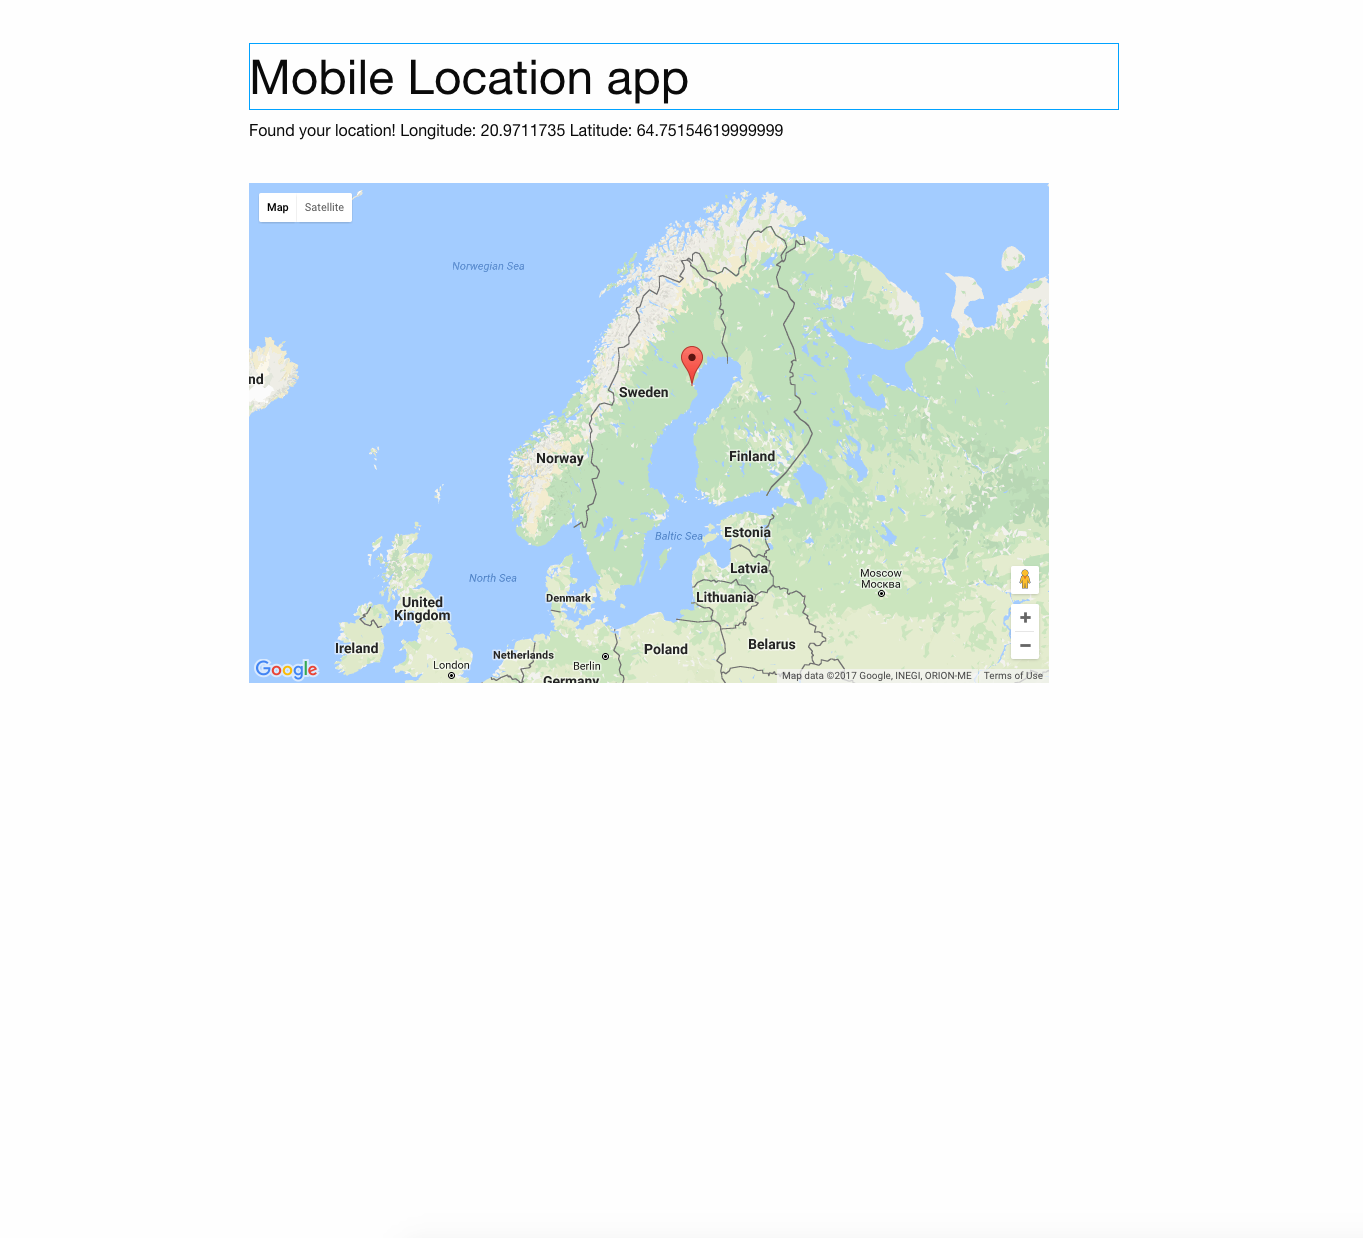 Mobile Location app
Found your location! Longitude: 20.9711735 Latitude: 64.75154619999999
Map Satellite
Norwegian Sea
nd
Sweden
Norway
Finland
Baltic Sea
Estonia
North Sea
Latvia
Moscow
Москва
Denmark
Lithuania
United
Kingdom
Ireland
Netherlands
Poland
Belarus
London
Berlin
Google
Germany
Map data ©2017 Google, INEGI, ORION-ME Terms of Use